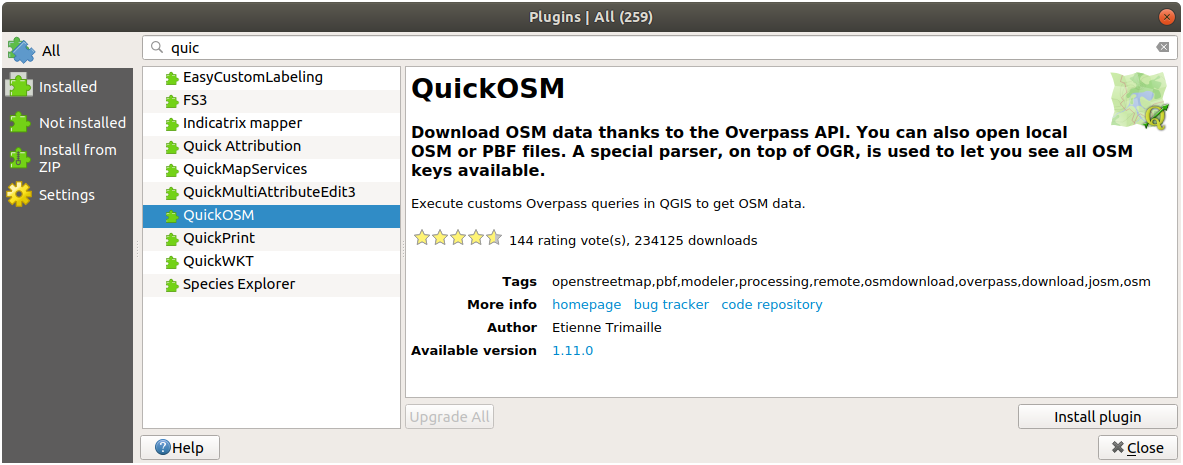 Plugins | All (259)
All
Installed
Not installed
Install from
ZIP
Settings
quic
EasyCustomLabeling
FS3
Indicatrix mapper
Quick Attribution
QuickMapServices
QuickMultiAttributeEdit3
QuickOSM
QuickPrint
QuickWKT
Species Explorer
QuickOSM
Download OSM data thanks to the Overpass API. You can also open local
OSM or PBF files. A special parser, on top of OGR, is used to let you see all OSM
keys available.
Execute customs Overpass queries in QGIS to get OSM data.
144 rating vote(s), 234125 downloads
Tags openstreetmap,pbf,modeler,processing,remote,osmdownload,overpass,download,josm,osm
More info homepage bug tracker code repository
Author Etienne Trimaille
Available version 1.11.0
Upgrade All
Install plugin
Help
Close